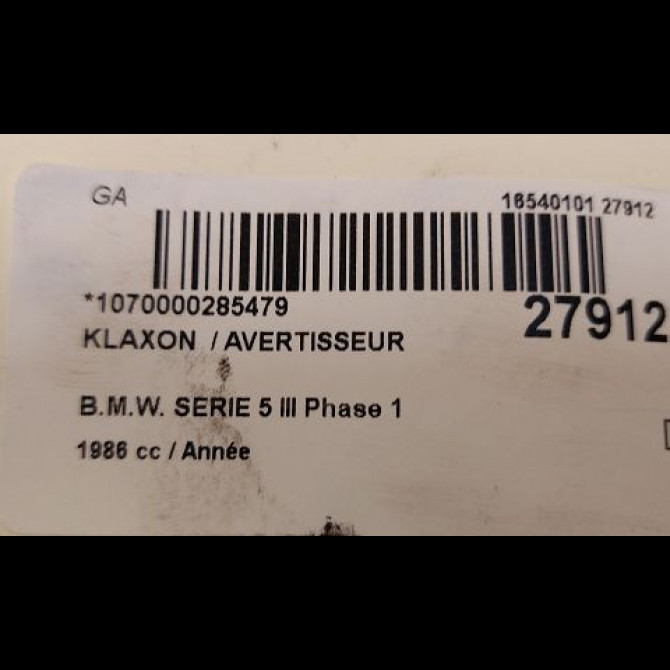 GA
16540101 27912
*1070000285479
27912
KLAXON / AVERTISSEUR
B.M.W. SERIE 5 III Phase 1
1986 cc / Année